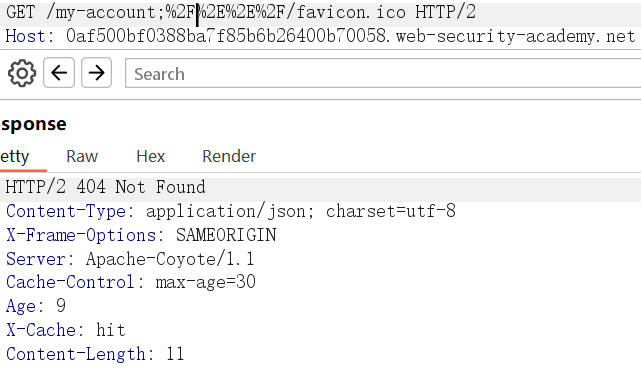 GET /my-account;%2F%2E%2E%2F/favicon.ico HTTP/2
Host: 0af500bf0388ba7f85b6b26400b70058.web-security-academy.net
Search
sponse
etty Raw Hex Render
HTTP/2 404 Not Found
Content-Type: application/json; charset=utf-8
X-Frame-Options: SAMEORIGIN
Server: Apache-Coyote/1.1
Cache-Control: max-age=30
Age: 9
X-Cache: hit
Content-Length: 11